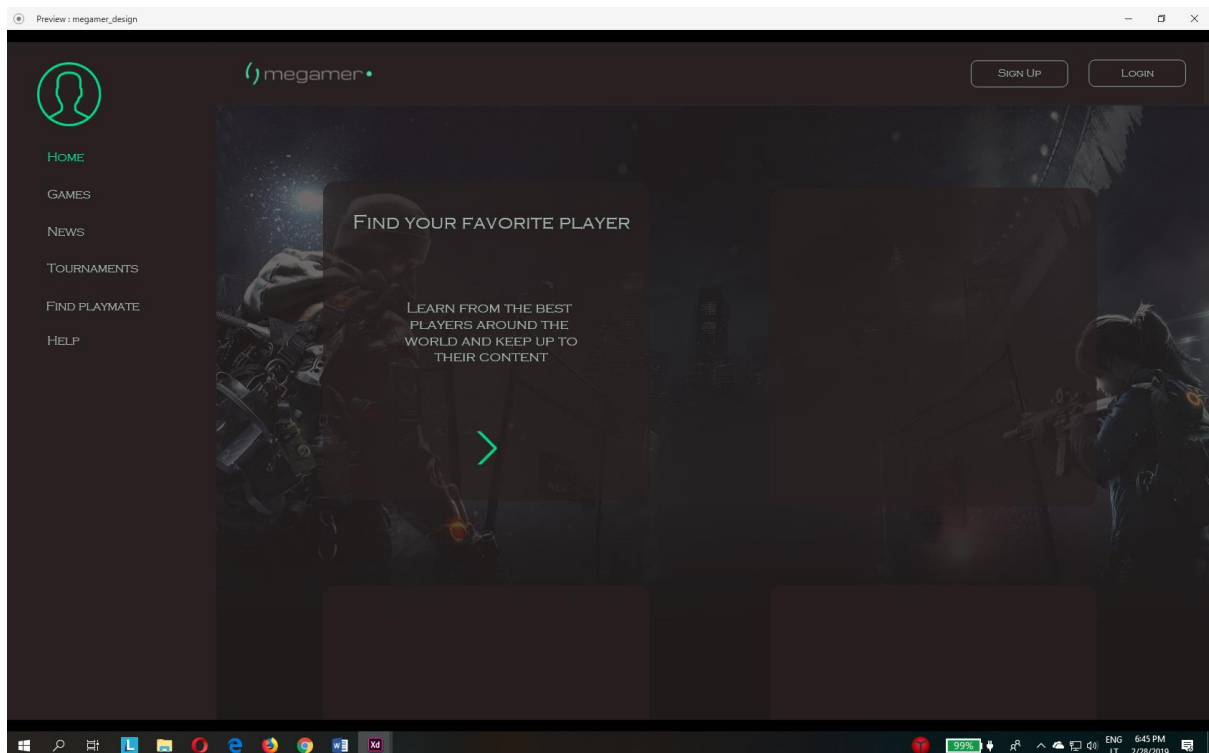 Preview : megamer_design
megamer
Sign Up
Login
Home
Games
News
Tournaments
Find playmate
Help
Find your favorite player
Learn from the best
players around the
world and keep up to
their content
L
W
Xd
99%
ENG
LT
6:45 PM
2/28/2019